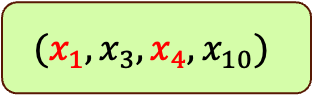 (x₁, x₃, x₄, x₁₀)